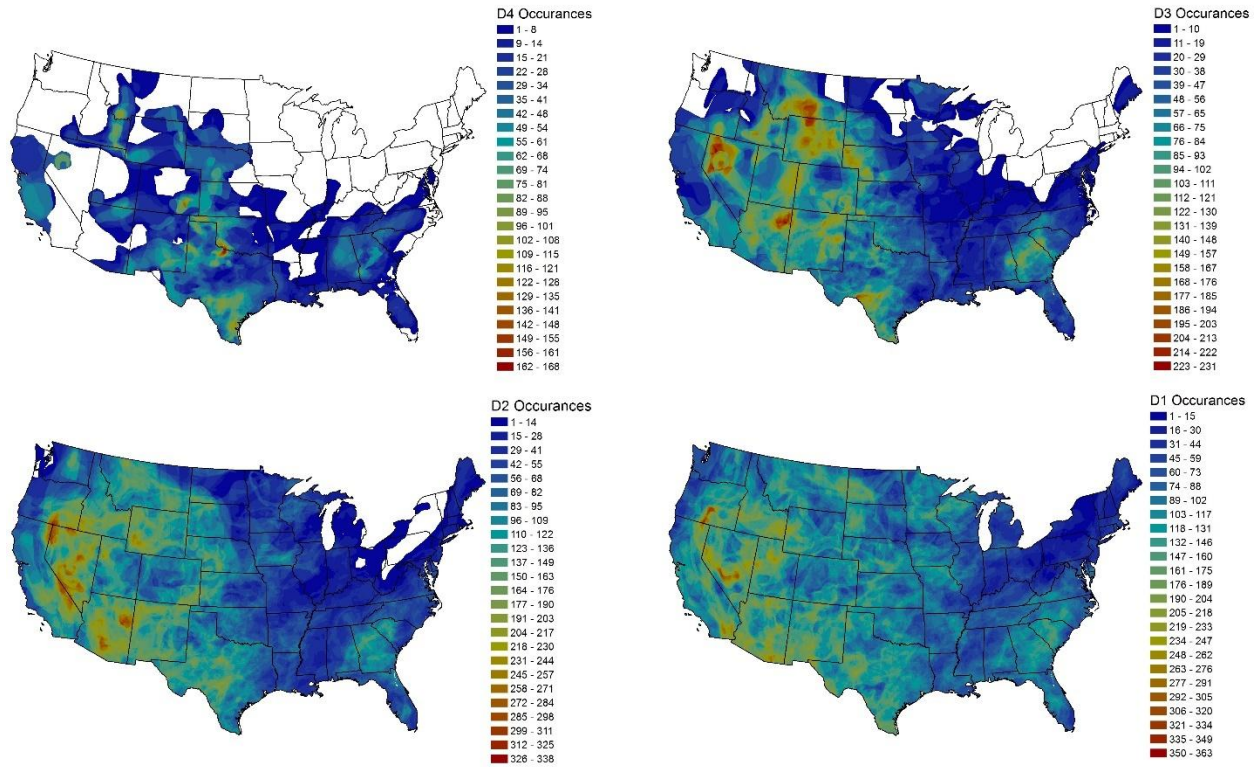 D4 Occurances
1 - 8
9 - 14
15 - 21
22 - 28
29 - 34
35 - 41
42 - 48
49 - 54
55 - 61
62 - 68
69 - 74
75 - 81
82 - 88
89 - 95
96 - 101
102 - 108
109 - 115
116 - 121
122 - 128
129 - 135
136 - 141
142 - 148
149 - 155
156 - 161
162 - 168
D3 Occurances
1 - 10
11 - 19
20 - 29
30 - 38
39 - 47
48 - 56
57 - 65
66 - 75
76 - 84
85 - 93
94 - 102
103 - 111
112 - 121
122 - 130
131 - 139
140 - 148
149 - 157
158 - 167
168 - 176
177 - 185
186 - 194
195 - 203
204 - 213
214 - 222
223 - 231
D2 Occurances
1 - 14
15 - 28
29 - 41
42 - 55
56 - 68
69 - 82
83 - 95
96 - 109
110 - 122
123 - 136
137 - 149
150 - 163
164 - 176
177 - 190
191 - 203
204 - 217
218 - 230
231 - 244
245 - 257
258 - 271
272 - 284
285 - 298
299 - 311
312 - 325
326 - 338
D1 Occurances
1 - 15
16 - 30
31 - 44
45 - 59
60 - 73
74 - 88
89 - 102
103 - 117
118 - 131
132 - 146
147 - 160
161 - 175
176 - 189
190 - 204
205 - 218
219 - 233
234 - 247
248 - 262
263 - 276
277 - 291
292 - 305
306 - 320
321 - 334
335 - 349
350 - 363